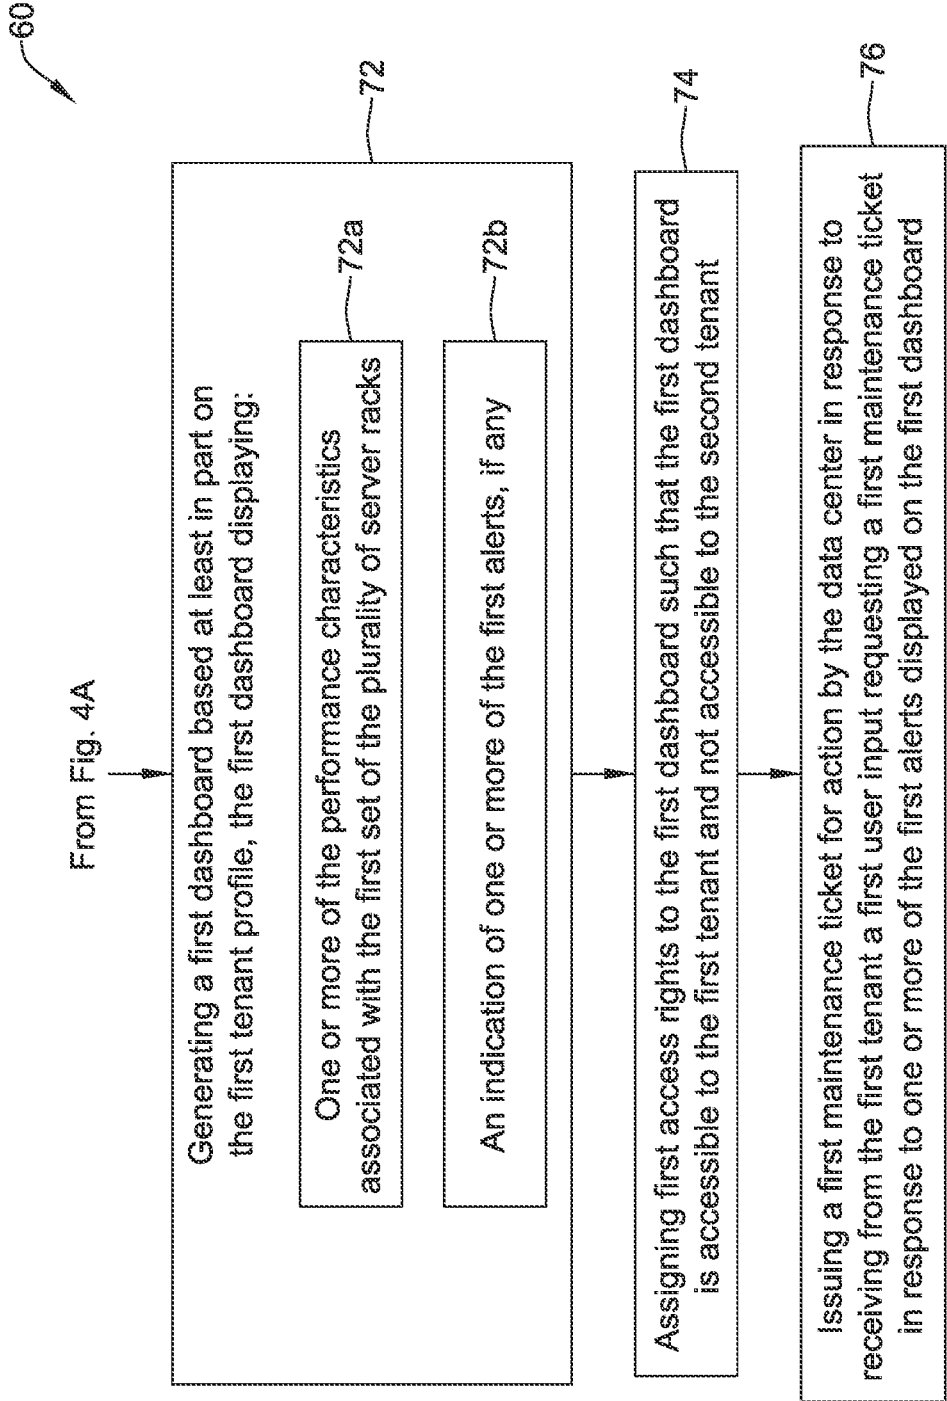 60
From Fig. 4A
Generating a first dashboard based at least in part on
the first tenant profile, the first dashboard displaying:
72
One or more of the performance characteristics
associated with the first set of the plurality of server racks
72a
An indication of one or more of the first alerts, if any
72b
Assigning first access rights to the first dashboard such that the first dashboard
is accessible to the first tenant and not accessible to the second tenant
74
Issuing a first maintenance ticket for action by the data center in response to
receiving from the first tenant a first user input requesting a first maintenance ticket
in response to one or more of the first alerts displayed on the first dashboard
76